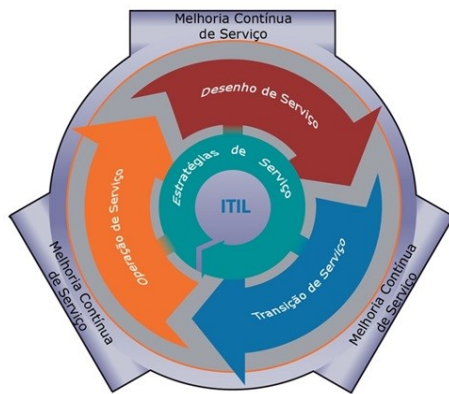 Melhoria Contínua
de Serviço
Desenho de Serviço
Estratégias de Serviço
ITIL
Operação de Serviço
Transição de Serviço
Melhoria Contínua
de Serviço
Melhoria Contínua
de Serviço